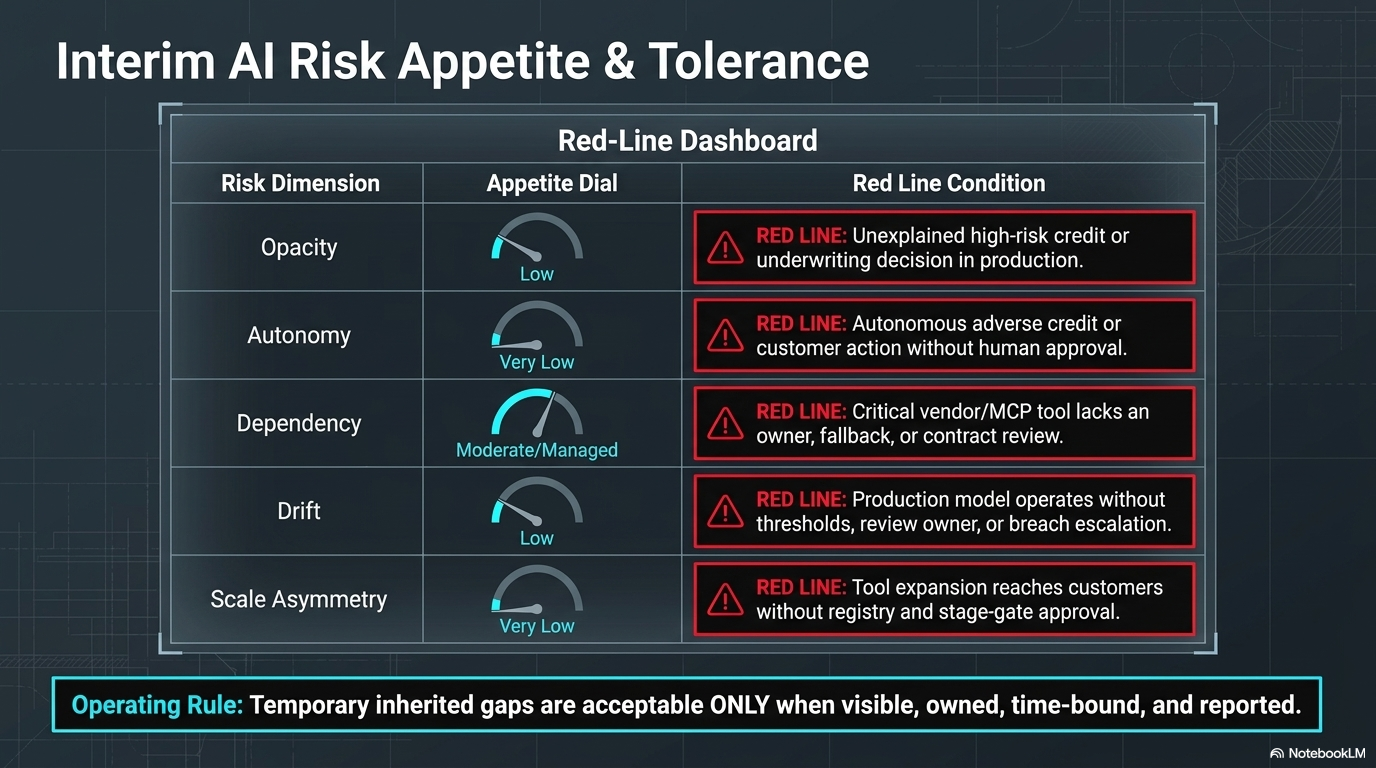 Interim AI Risk Appetite & Tolerance
Red-Line Dashboard
Risk Dimension
Appetite Dial
Red Line Condition
Opacity
Low
RED LINE: Unexplained high-risk credit or
underwriting decision in production.
Autonomy
Very Low
RED LINE: Autonomous adverse credit or
customer action without human approval.
Dependency
Moderate/Managed
RED LINE: Critical vendor/MCP tool lacks an
owner, fallback, or contract review.
Drift
Low
RED LINE: Production model operates without
thresholds, review owner, or breach escalation.
Scale Asymmetry
Very Low
RED LINE: Tool expansion reaches customers
without registry and stage-gate approval.
Operating Rule: Temporary inherited gaps are acceptable ONLY when visible, owned, time-bound, and reported.
NotebookLM